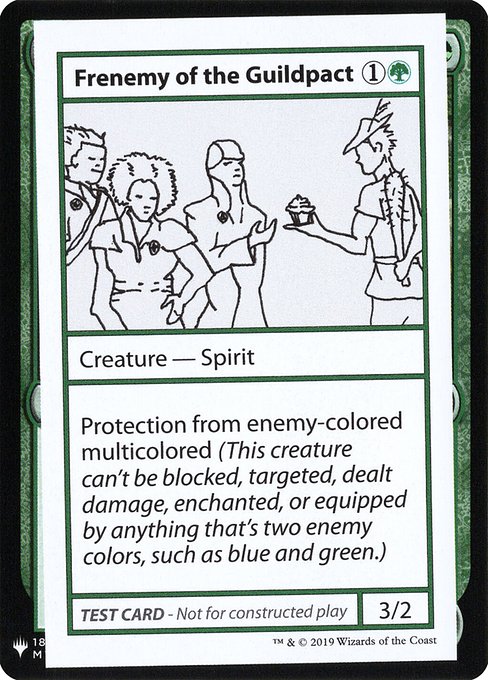 Frenemy of the Guildpact 1
Creature — Spirit
Protection from enemy-colored
multicolored (This creature
can't be blocked, targeted, dealt
damage, enchanted, or equipped
by anything that's two enemy
colors, such as blue and green.)
TEST CARD - Not for constructed play
3/2
™ & © 2019 Wizards of the Coast
18
M